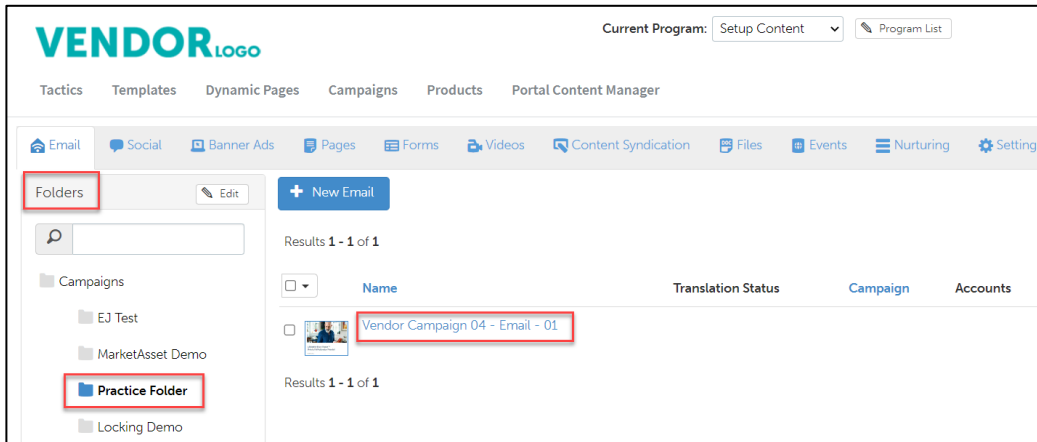 VENDOR LOGO
Current Program: Setup Content Program List
Tactics Templates Dynamic Pages Campaigns Products Portal Content Manager
Email Social Banner Ads Pages Forms Videos Content Syndication Files Events Nurturing Setting
Folders Edit
New Email
Results 1 - 1 of 1
Campaigns
Name Translation Status Campaign Accounts
EJ Test
Vendor Campaign 04 - Email - 01
MarketAsset Demo
Practice Folder
Results 1 - 1 of 1
Locking Demo